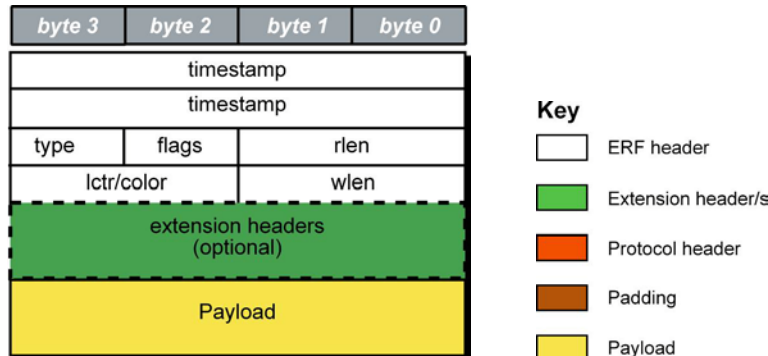 byte 3 byte 2 byte 1 byte 0
timestamp
timestamp
type flags rlen
lctr/color wlen
extension headers
(optional)
Payload
Key
ERF header
Extension header/s
Protocol header
Padding
Payload